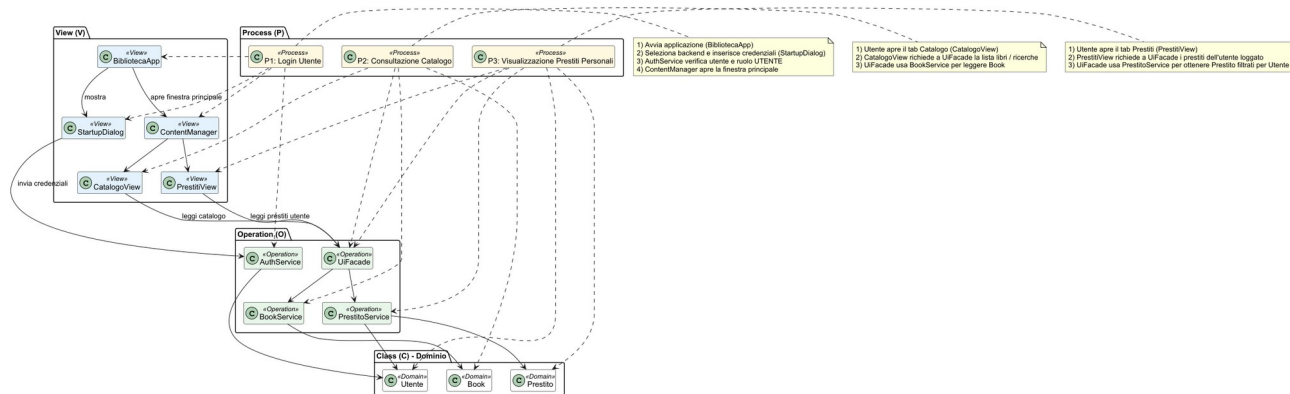 View (V)
Process (P)
«View»
C BibliotecaApp
«Process»
C P1: Login Utente
«Process»
C P2: Consultazione Catalogo
«Process»
C P3: Visualizzazione Prestiti Personali
1) Avvia applicazione (BibliotecaApp)
2) Seleziona backend e inserisce credenziali (StartupDialog)
3) AuthService verifica utente e ruolo UTENTE
4) ContentManager apre la finestra principale
1) Utente apre il tab Catalogo (CatalogoView)
2) CatalogoView richiede a UiFacade la lista libri / ricerche
3) UiFacade usa BookService per leggere Book
1) Utente apre il tab Prestiti (PrestitiView)
2) PrestitiView richiede a UiFacade i prestiti dell'utente loggato
3) UiFacade usa PrestitoService per ottenere Prestito filtrati per Utente
mostra
apre finestra principale
«View»
C StartupDialog
«View»
C ContentManager
invia credenziali
«View»
C CatalogoView
«View»
C PrestitiView
leggi catalogo
leggi prestiti utente
Operation (O)
«Operation»
C AuthService
«Operation»
C UiFacade
«Operation»
C BookService
«Operation»
C PrestitoService
Class (C) - Dominio
«Domain»
C Utente
«Domain»
C Book
«Domain»
C Prestito